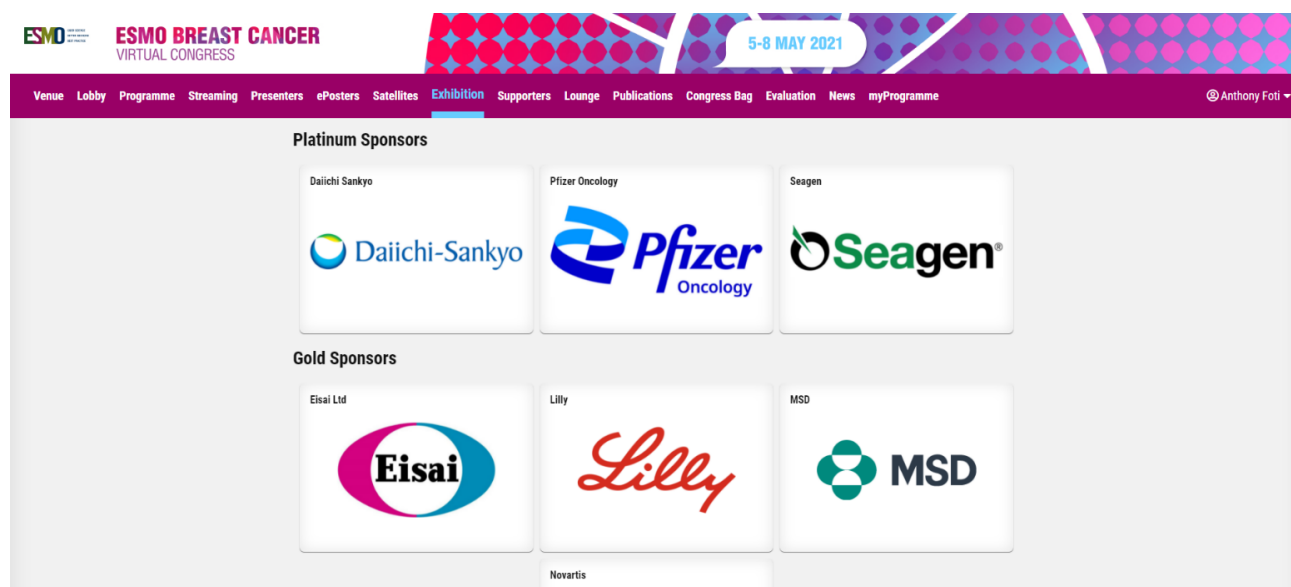 ESMO
ESMO BREAST CANCER
VIRTUAL CONGRESS
5-8 MAY 2021
Venue Lobby Programme Streaming Presenters ePosters Satellites Exhibition Supporters Lounge Publications Congress Bag Evaluation News myProgramme Anthony Foti
Platinum Sponsors
Daiichi Sankyo Pfizer Oncology Seagen
Daiichi-Sankyo Pfizer Oncology Seagen®
Gold Sponsors
Eisai Ltd Lilly MSD
Eisai Lilly MSD
Novartis